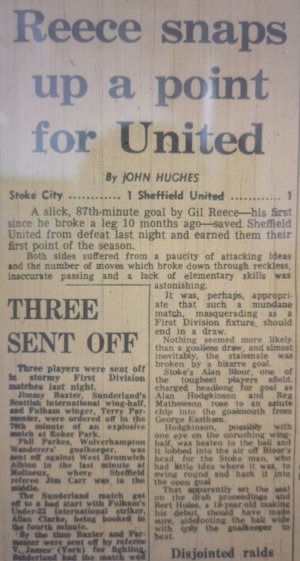 Reece snaps
up a point
for United
By JOHN HUGHES
Stoke City ............ 1 Sheffield United ............ 1
A slick, 87th-minute goal by Gil Reece—his first
since he broke a leg 10 months ago—saved Sheffield
United from defeat last night and earned them their
first point of the season.
Both sides suffered from a paucity of attacking ideas
and the number of moves which broke down through reckless,
inaccurate passing and a lack of elementary skills was
astonishing.
It was, perhaps, appropri-
ate that such a mundane
match, masquerading as a
First Division fixture, should
end in a draw.
Nothing seemed more likely
than a goalless draw, and almost
inevitably, the stalemate was
broken by a bizarre goal.
Stoke's Alan Bloor, one of
the toughest players afield,
charged headlong for goal as
Alan Hodgkinson and Reg
Matthewson rose to an astute
chip into the goalmouth from
George Eastham.
Hodgkinson, possibly with
one eye on the onrushing wing-
half, was beaten to the ball and
it lobbed into the air off Bloor's
head for the Stoke man, who
had little idea where it was, to
swing round and hack it into
the open goal.
That apparently set the seal
on the drab proceedings and
Bert Hulse, a 19-year old making
his debut should have made
sure, sidefooting the ball wide
with only the goalkeeper to
beat.
Disjointed raids
THREE
SENT OFF
Three players were sent off
in stormy First Division
matches last night.
Jimmy Baxter, Sunderland's
Scottish international wing-half,
and Fulham winger, Terry Par-
menter, were ordered off in the
79th minute of an explosive
match at Roker Park.
Phil Parkes, Wolverhampton
Wanderers' goalkeeper, was
sent off against West Bromwich
Albion in the last minute at
Molineux, where Sheffield
referee Jim Carr was in the
middle.
The Sunderland match got
off to a bad start with Fulham's
Under-23 international striker,
Allan Clarke, being booked in
the fourth minute.
By the time Baxter and Par-
menter were sent off by referee
V. James (York) for fighting,
Sunderland had the match won